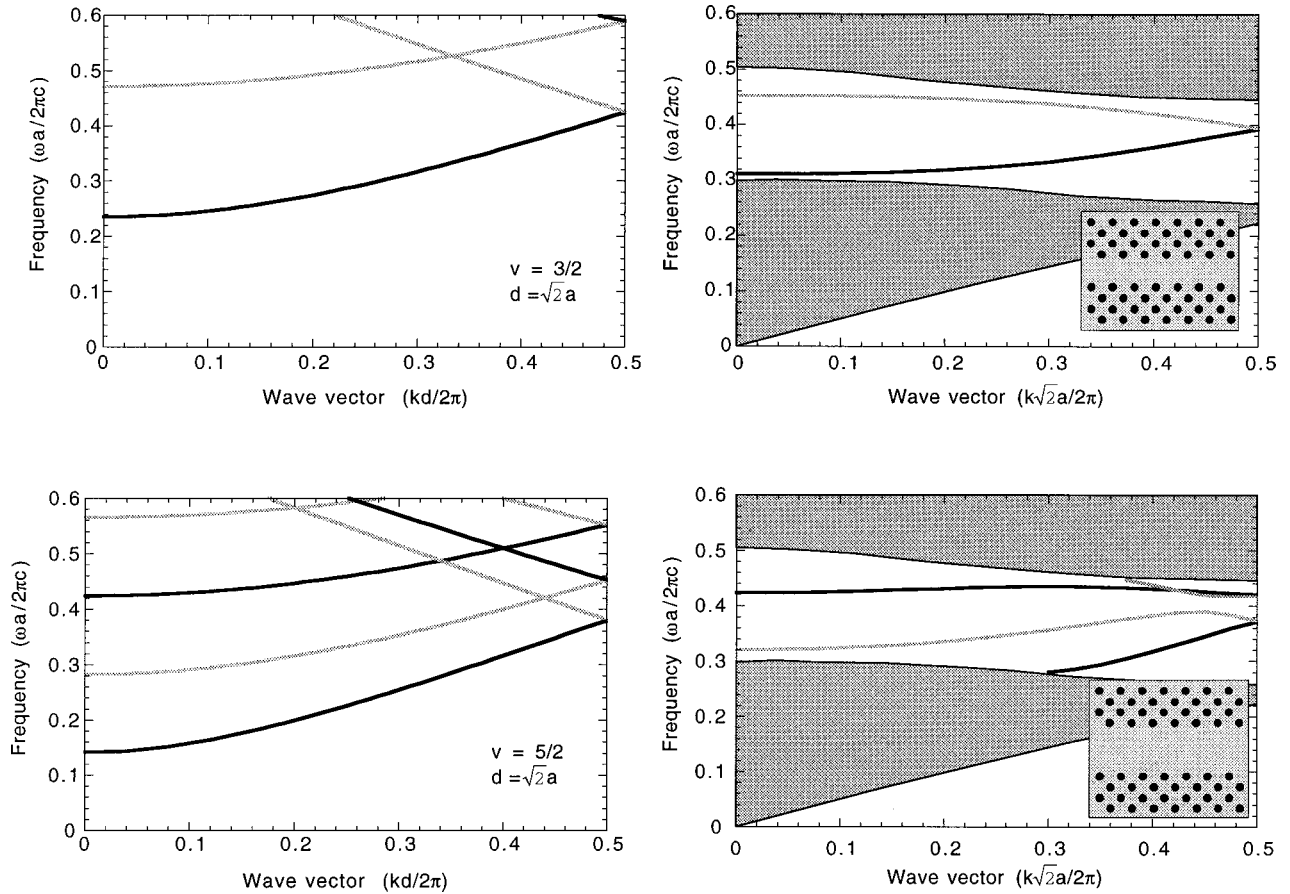 0.6
0.5
0.4
0.3
0.2
0.1
0
Frequency (ωa/2πc)
v = 3/2
d = √2a
0 0.1 0.2 0.3 0.4 0.5
Wave vector (kd/2π)
0.6
0.5
0.4
0.3
0.2
0.1
0
Frequency (ωa/2πc)
0 0.1 0.2 0.3 0.4 0.5
Wave vector (k√2a/2π)
0.6
0.5
0.4
0.3
0.2
0.1
0
Frequency (ωa/2πc)
v = 5/2
d = √2a
0 0.1 0.2 0.3 0.4 0.5
Wave vector (kd/2π)
0.6
0.5
0.4
0.3
0.2
0.1
0
Frequency (ωa/2πc)
0 0.1 0.2 0.3 0.4 0.5
Wave vector (k√2a/2π)